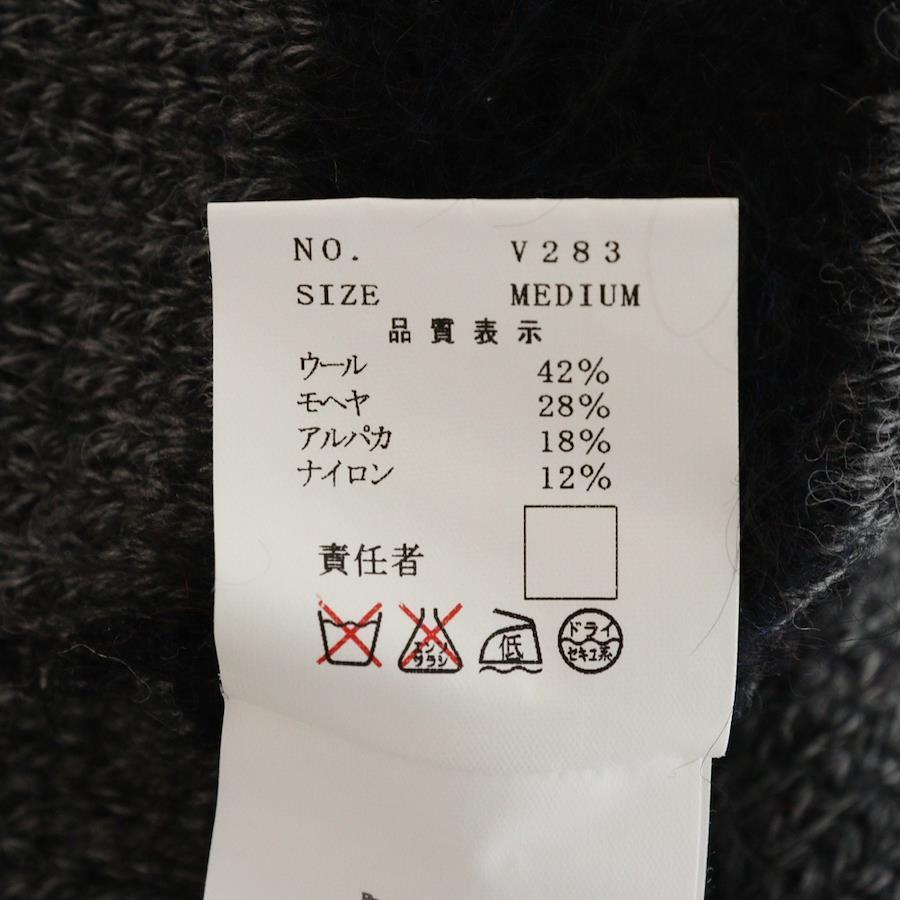 NO. V283
SIZE MEDIUM
品質表示
ウール 42%
モヘヤ 28%
アルパカ 18%
ナイロン 12%
責任者
エンソ
サラシ
低
ドライ
セキユ系